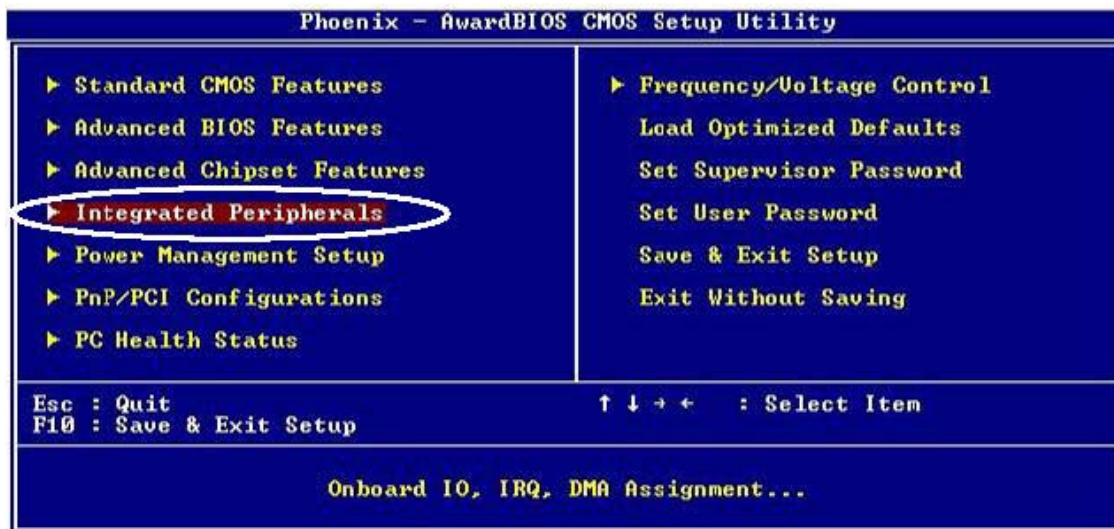 Phoenix - AwardBIOS CMOS Setup Utility
Standard CMOS Features
Advanced BIOS Features
Advanced Chipset Features
Integrated Peripherals
Power Management Setup
PnP/PCI Configurations
PC Health Status
Frequency/Voltage Control
Load Optimized Defaults
Set Supervisor Password
Set User Password
Save & Exit Setup
Exit Without Saving
Esc : Quit
F10 : Save & Exit Setup
↑ ↓ → ← : Select Item
Onboard IO, IRQ, DMA Assignment...